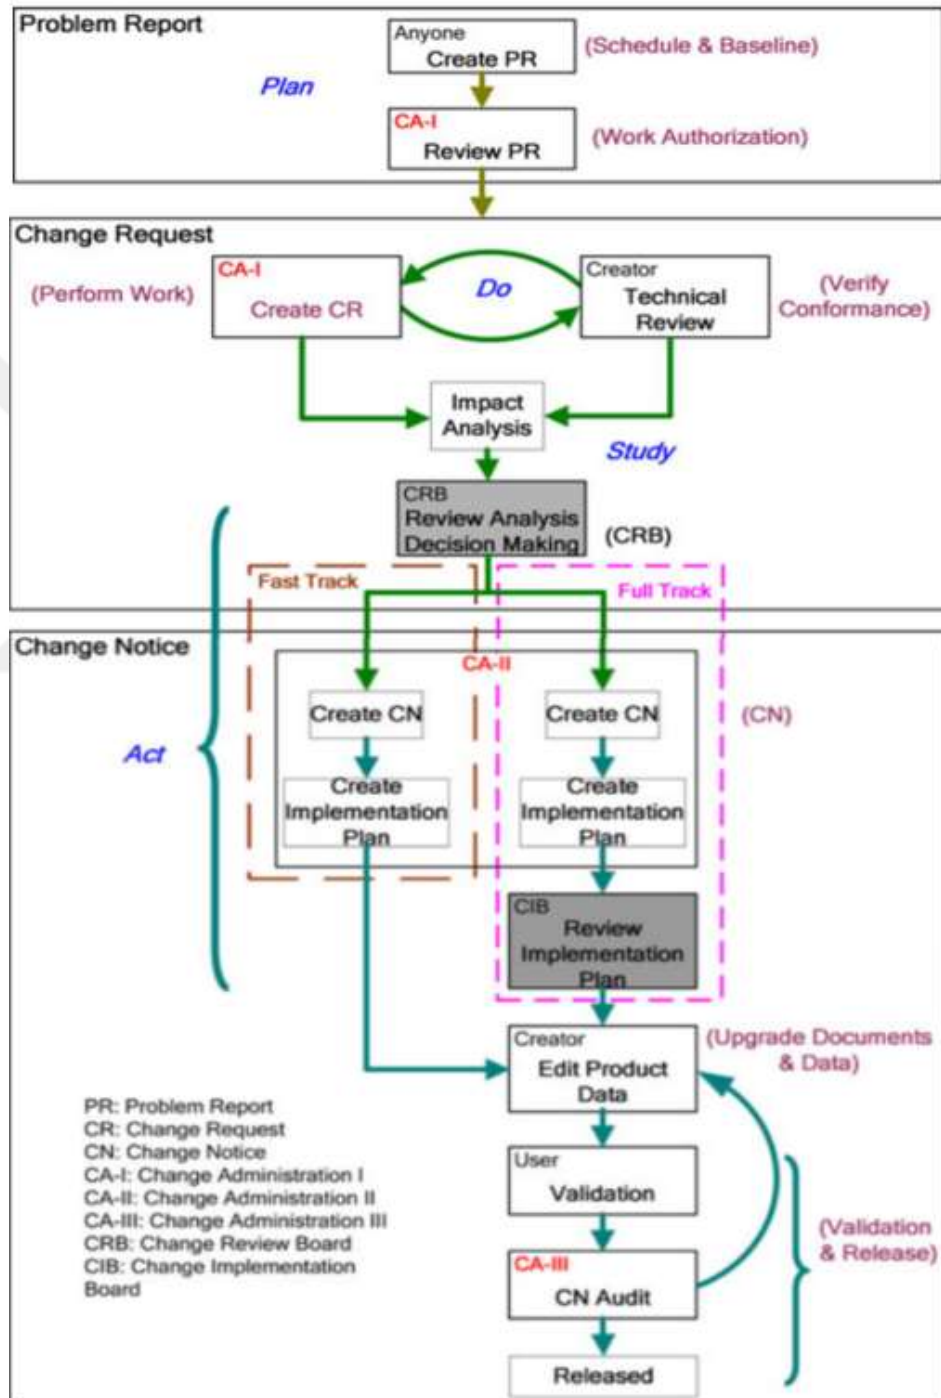 Problem Report
Anyone
Create PR
(Schedule & Baseline)
Plan
CA-I
Review PR
(Work Authorization)
Change Request
CA-I
Create CR
(Perform Work)
Do
Creator
Technical
Review
(Verify
Conformance)
Impact
Analysis
Study
CRB
Review Analysis
Decision Making
(CRB)
Fast Track
Full Track
Change Notice
CA-II
Create CN
Create CN
(CN)
Act
Create
Implementation
Plan
Create
Implementation
Plan
CIB
Review
Implementation
Plan
Creator
Edit Product
Data
(Upgrade Documents
& Data)
PR: Problem Report
CR: Change Request
CN: Change Notice
CA-I: Change Administration I
CA-II: Change Administration II
CA-III: Change Administration III
CRB: Change Review Board
CIB: Change Implementation
Board
User
Validation
(Validation
& Release)
CA-III
CN Audit
Released